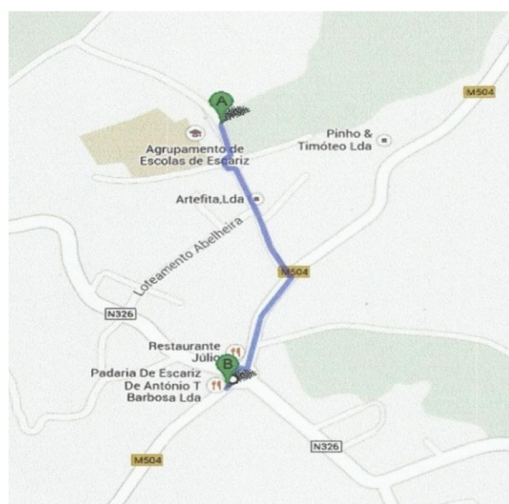 M504
A
Agrupamento de
Escolas de Escariz
Pinho &
Timóteo Lda
Artefita,Lda
Loteamento Abelheira
M504
N326
Restaurante
Júlio
B
Padaria De Escariz
De António T
Barbosa Lda
N326
M504